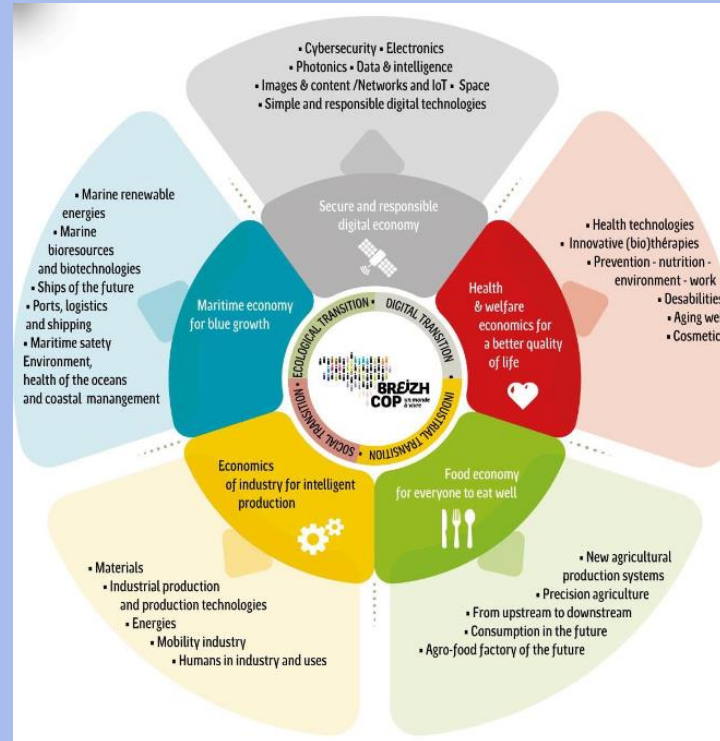 ▪ Cybersecurity ▪ Electronics
▪ Photonics ▪ Data & intelligence
▪ Images & content /Networks and IoT ▪ Space
▪ Simple and responsible digital technologies
Secure and responsible
digital economy
▪ Marine renewable
energies
▪ Marine
bioresources
and biotechnologies
▪ Ships of the future
▪ Ports, logistics
and shipping
▪ Maritime satety
Environment,
health of the oceans
and coastal manangement
Maritime economy
for blue growth
Health
& welfare
economics for
a better quality
of life
▪ Health technologies
▪ Innovative (bio)thérapies
▪ Prevention - nutrition -
environment - work
▪ Desabilities
▪ Aging we
▪ Cosmetic
ECOLOGICAL TRANSITION ▪
DIGITAL TRANSITION ▪
INDUSTRIAL TRANSITION ▪
SOCIAL TRANSITION ▪
BREIZH
COP un monde
à vivre
Economics
of industry for intelligent
production
Food economy
for everyone to eat well
▪ Materials
▪ Industrial production
and production technologies
▪ Energies
▪ Mobility industry
▪ Humans in industry and uses
▪ New agricultural
production systems
▪ Precision agriculture
▪ From upstream to downstream
▪ Consumption in the future
▪ Agro-food factory of the future